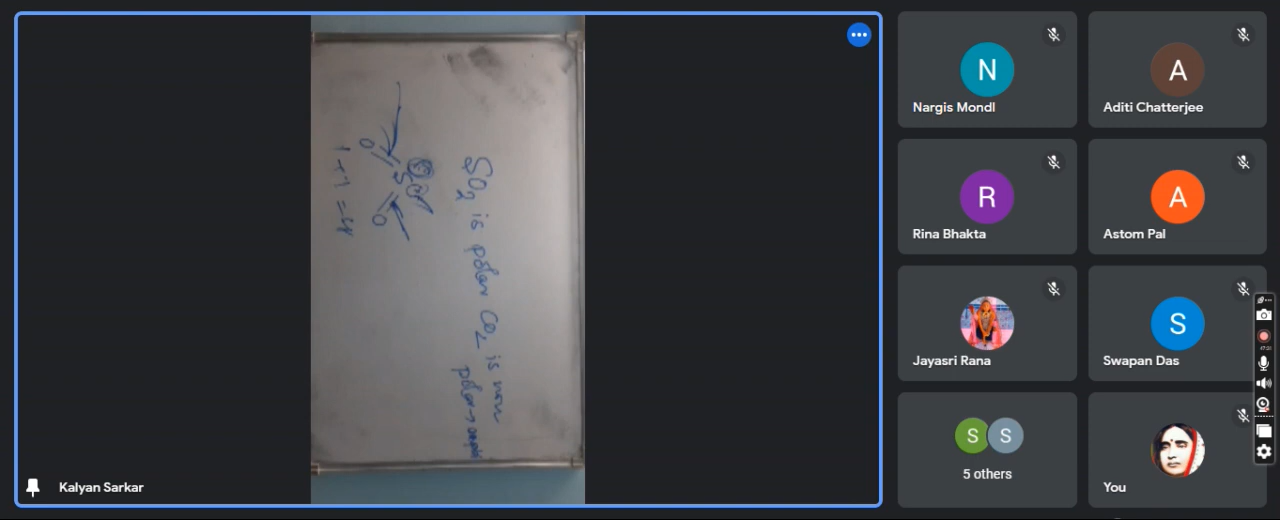 SO2 is polar CO2 is non
polar →
O S O
Kalyan Sarkar
N
Nargis Mondl
A
Aditi Chatterjee
R
Rina Bhakta
A
Astom Pal
Jayasri Rana
S
Swapan Das
S S
5 others
You